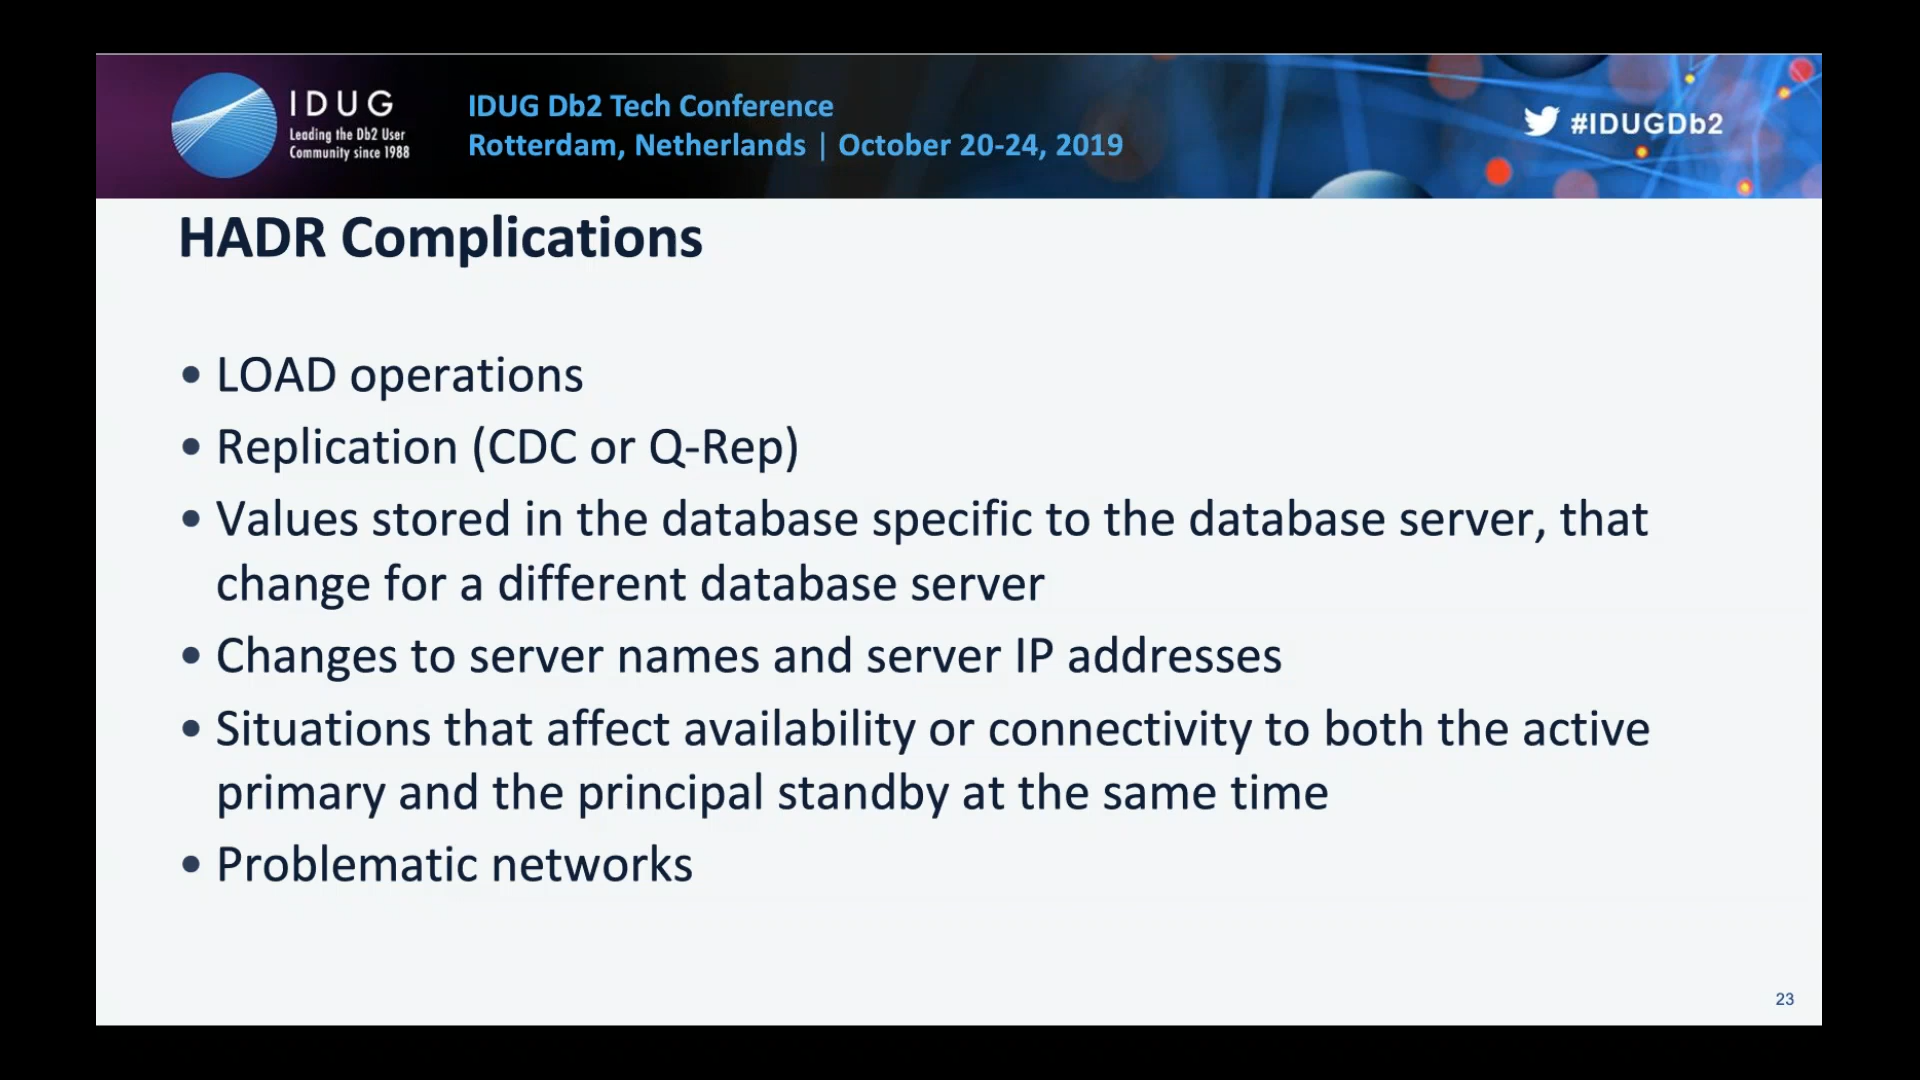 IDUG
Leading the Db2 User
Community since 1988
IDUG Db2 Tech Conference
Rotterdam, Netherlands | October 20-24, 2019
#IDUGDb2
HADR Complications
• LOAD operations
• Replication (CDC or Q-Rep)
• Values stored in the database specific to the database server, that
change for a different database server
• Changes to server names and server IP addresses
• Situations that affect availability or connectivity to both the active
primary and the principal standby at the same time
• Problematic networks
23